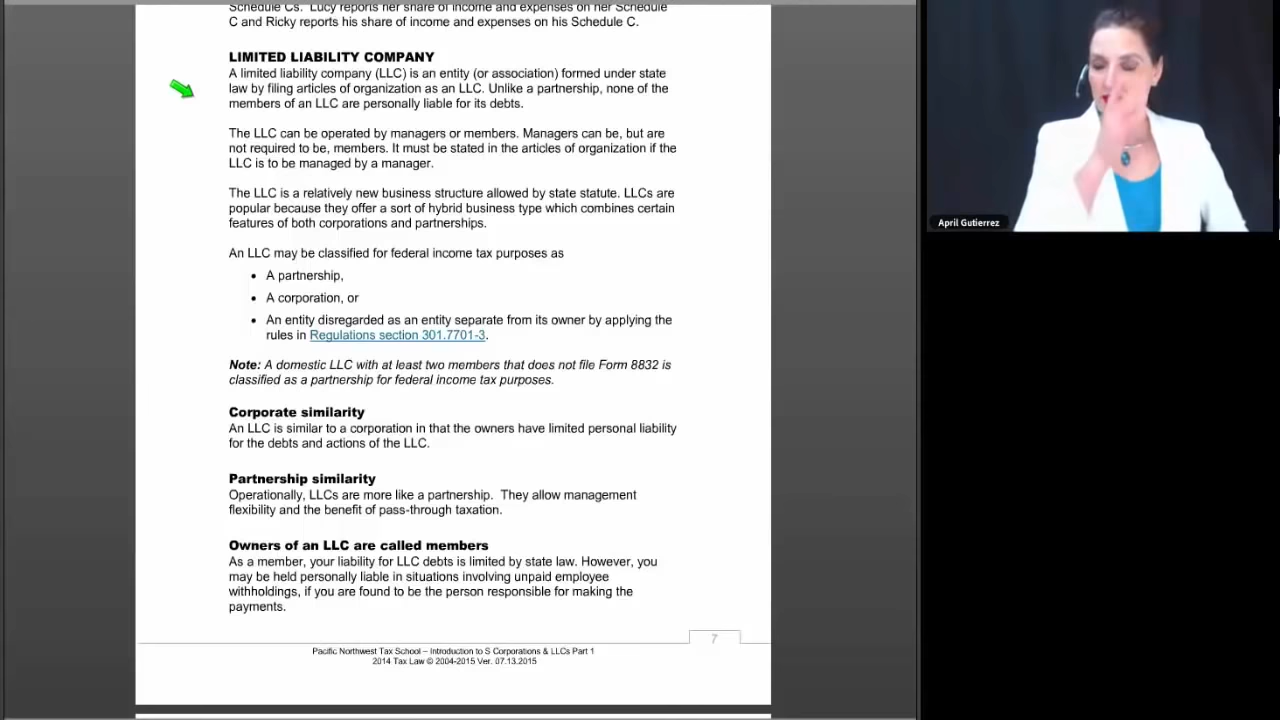 Schedule Cs. Lucy reports her share of income and expenses on her Schedule
C and Ricky reports his share of income and expenses on his Schedule C.
LIMITED LIABILITY COMPANY
A limited liability company (LLC) is an entity (or association) formed under state
law by filing articles of organization as an LLC. Unlike a partnership, none of the
members of an LLC are personally liable for its debts.
The LLC can be operated by managers or members. Managers can be, but are
not required to be, members. It must be stated in the articles of organization if the
LLC is to be managed by a manager.
The LLC is a relatively new business structure allowed by state statute. LLCs are
popular because they offer a sort of hybrid business type which combines certain
features of both corporations and partnerships.
An LLC may be classified for federal income tax purposes as
• A partnership,
• A corporation, or
• An entity disregarded as an entity separate from its owner by applying the
rules in Regulations section 301.7701-3.
Note: A domestic LLC with at least two members that does not file Form 8832 is
classified as a partnership for federal income tax purposes.
Corporate similarity
An LLC is similar to a corporation in that the owners have limited personal liability
for the debts and actions of the LLC.
Partnership similarity
Operationally, LLCs are more like a partnership. They allow management
flexibility and the benefit of pass-through taxation.
Owners of an LLC are called members
As a member, your liability for LLC debts is limited by state law. However, you
may be held personally liable in situations involving unpaid employee
withholdings, if you are found to be the person responsible for making the
payments.
7
Pacific Northwest Tax School – Introduction to S Corporations & LLCs Part 1
2014 Tax Law © 2004-2015 Ver. 07.13.2015
April Gutierrez